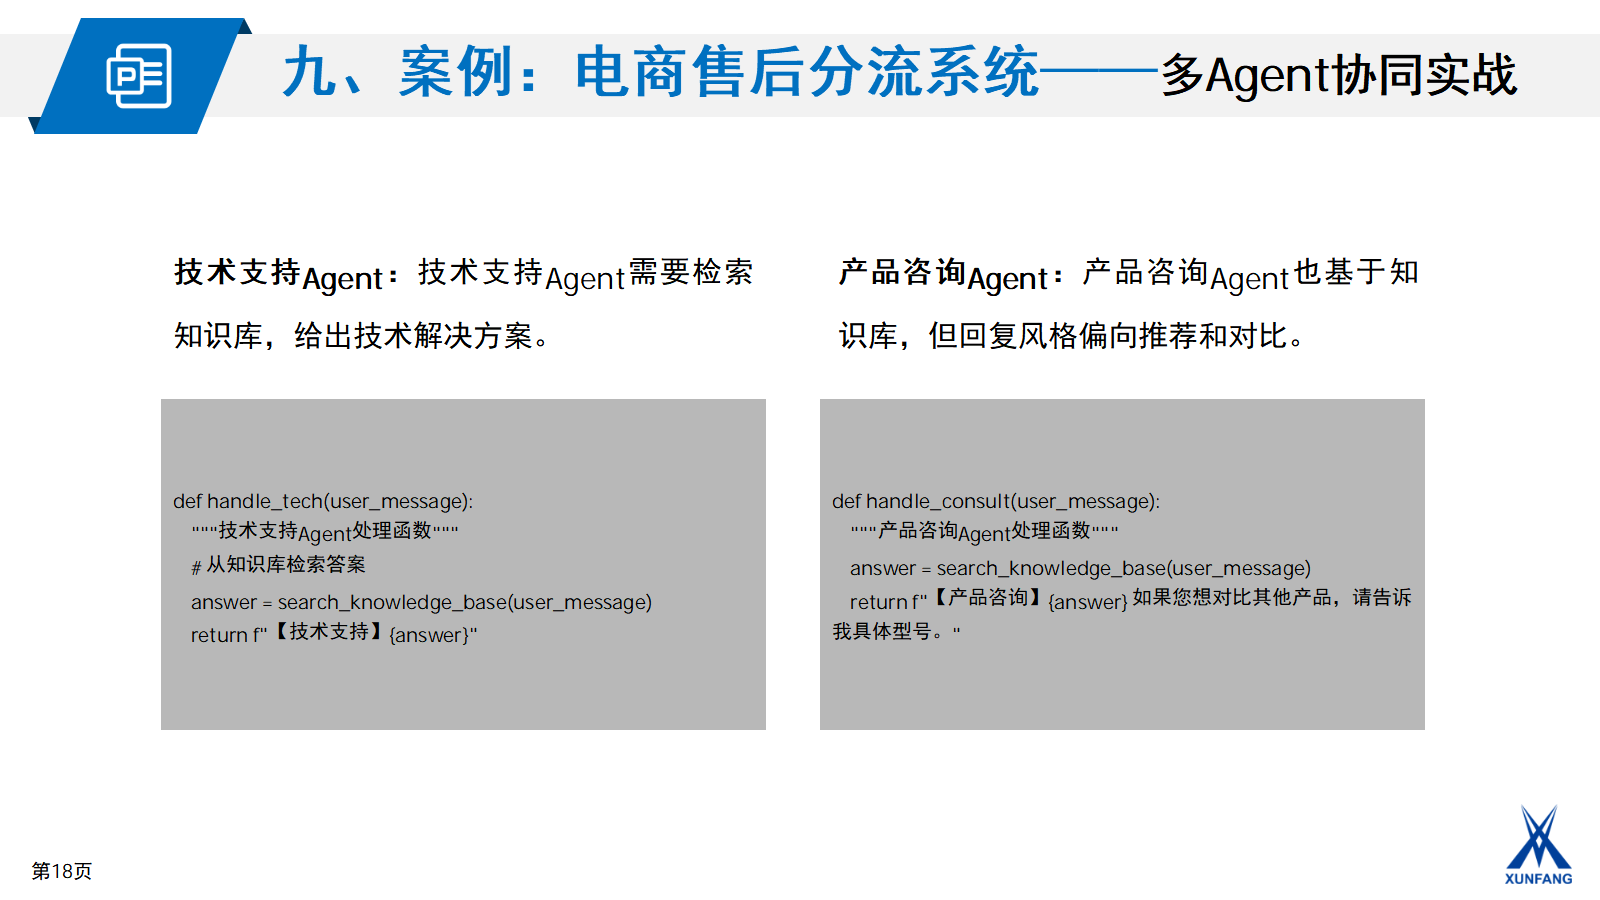 九、案例：电商售后分流系统——多Agent协同实战
技术支持Agent：技术支持Agent需要检索
知识库，给出技术解决方案。
def handle_tech(user_message):
"""技术支持Agent处理函数"""
# 从知识库检索答案
answer = search_knowledge_base(user_message)
return f"【技术支持】{answer}"
产品咨询Agent：产品咨询Agent也基于知
识库，但回复风格偏向推荐和对比。
def handle_consult(user_message):
"""产品咨询Agent处理函数"""
answer = search_knowledge_base(user_message)
return f"【产品咨询】{answer} 如果您想对比其他产品，请告诉
我具体型号。"
第18页
XUNFANG